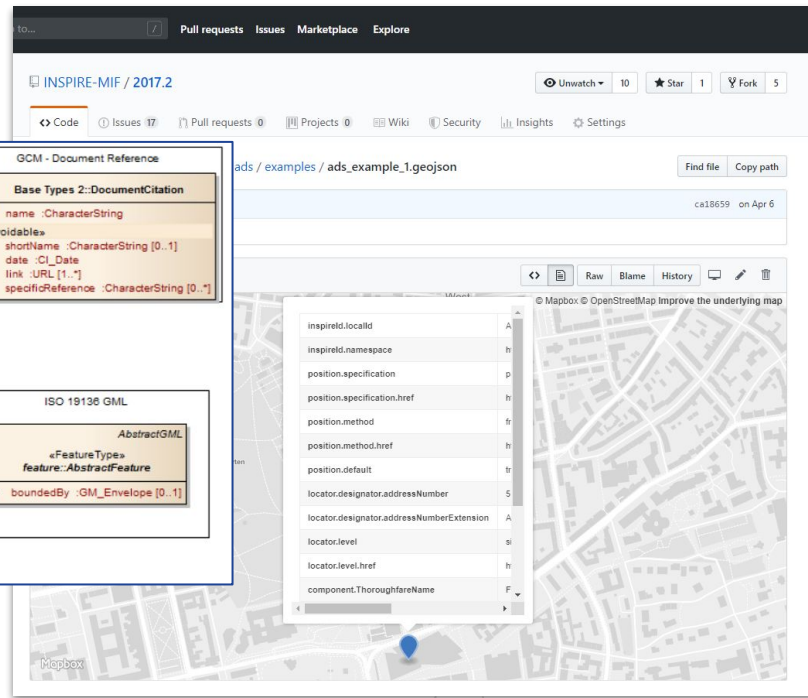 to... / Pull requests Issues Marketplace Explore
INSPIRE-MIF / 2017.2
Unwatch 10 Star 1 Fork 5
Code Issues 17 Pull requests 0 Projects 0 Wiki Security Insights Settings
GCM - Document Reference
Base Types 2::DocumentCitation
name :CharacterString
oidable»
shortName :CharacterString [0..1]
date :CI_Date
link :URL [1..*]
specificReference :CharacterString [0..*]
ISO 19136 GML
AbstractGML
«FeatureType»
feature::AbstractFeature
boundedBy :GM_Envelope [0..1]
ads / examples / ads_example_1.geojson
Find file Copy path
ca18659 on Apr 6
<> Raw Blame History
© Mapbox © OpenStreetMap Improve the underlying map
inspireId.localId A
inspireId.namespace h
position.specification p
position.specification.href h
position.method fr
position.method.href h
position.default tr
locator.designator.addressNumber 5
locator.designator.addressNumberExtension A
locator.level si
locator.level.href h
component.ThoroughfareName F
Mapbox